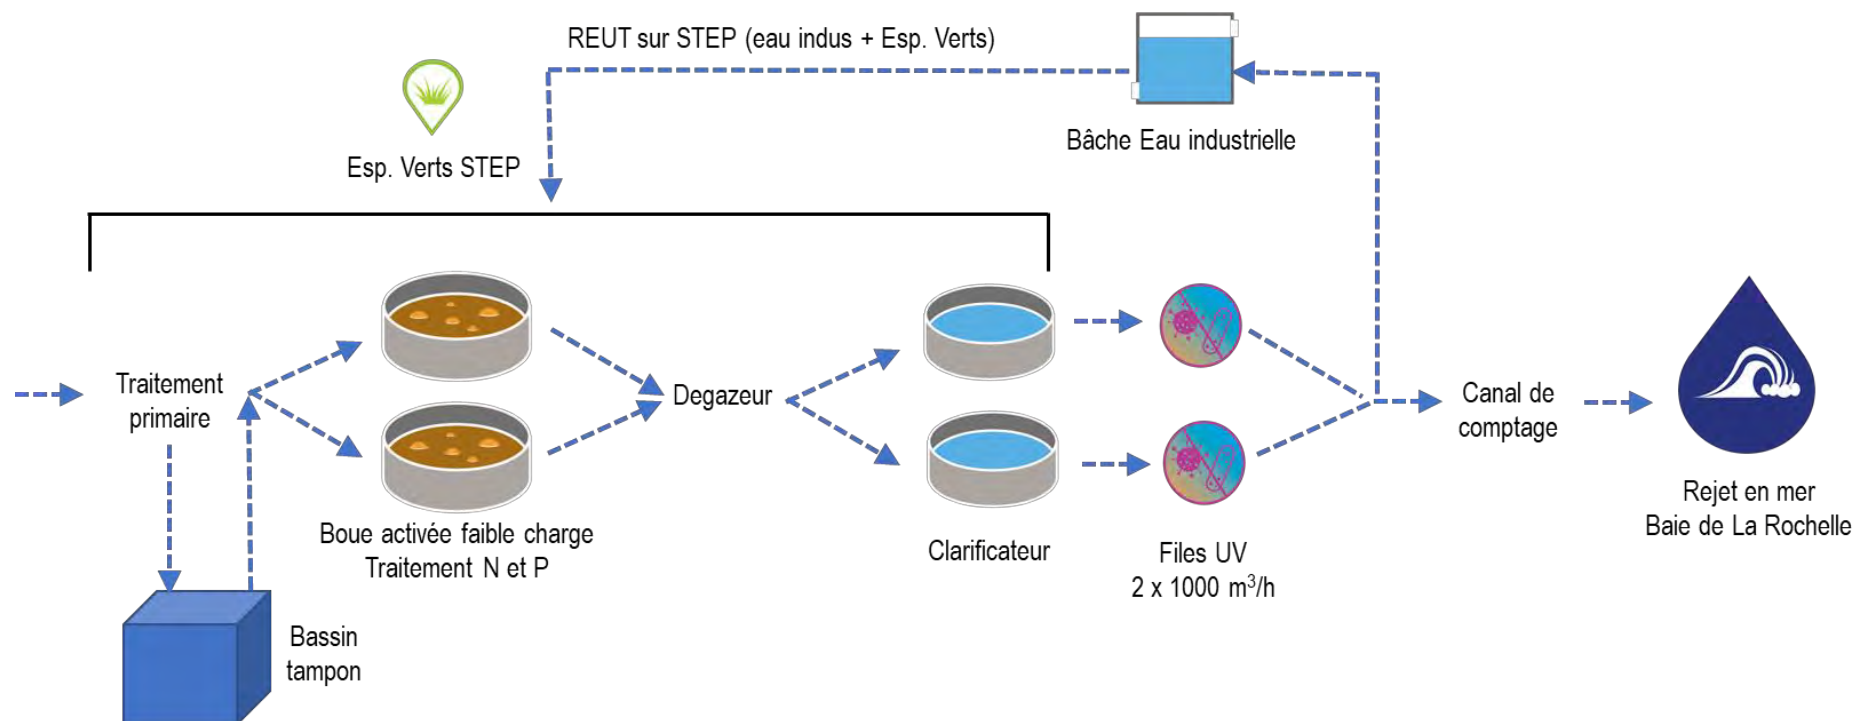 REUT sur STEP (eau indus + Esp. Verts)
Bâche Eau industrielle
Esp. Verts STEP
Traitement
primaire
Degazeur
Canal de
comptage
Boue activée faible charge
Traitement N et P
Clarificateur
Files UV
2 x 1000 m³/h
Rejet en mer
Baie de La Rochelle
Bassin
tampon